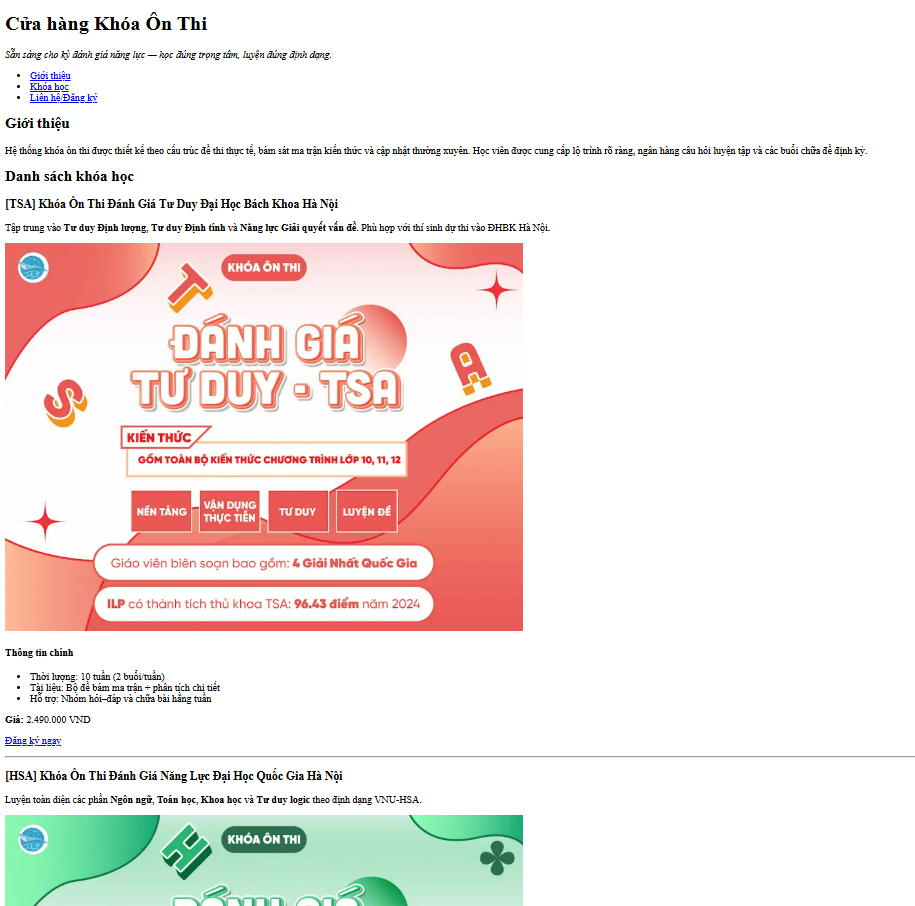 Cửa hàng Khóa Ôn Thi
Sẵn sàng cho kỳ đánh giá năng lực — học đúng trọng tâm, luyện đúng định dạng.
Giới thiệu
Khóa học
Liên hệ/Đăng ký
Giới thiệu
Hệ thống khóa ôn thi được thiết kế theo cấu trúc đề thi thực tế, bám sát ma trận kiến thức và cập nhật thường xuyên. Học viên được cung cấp lộ trình rõ ràng, ngân hàng câu hỏi luyện tập và các buổi chữa đề định kỳ.
Danh sách khóa học
[TSA] Khóa Ôn Thi Đánh Giá Tư Duy Đại Học Bách Khoa Hà Nội
Tập trung vào Tư duy Định lượng, Tư duy Định tính và Năng lực Giải quyết vấn đề. Phù hợp với thí sinh dự thi vào ĐHBK Hà Nội.
ILP
KHÓA ÔN THI
T
ĐÁNH GIÁ
TƯ DUY - TSA
S
A
KIẾN THỨC
GỒM TOÀN BỘ KIẾN THỨC CHƯƠNG TRÌNH LỚP 10, 11, 12
NỀN TẢNG
VẬN DỤNG
THỰC TIỄN
TƯ DUY
LUYỆN ĐỀ
Giáo viên biên soạn bao gồm: 4 Giải Nhất Quốc Gia
ILP có thành tích thủ khoa TSA: 96.43 điểm năm 2024
Thông tin chính
Thời lượng: 10 tuần (2 buổi/tuần)
Tài liệu: Bộ đề bám ma trận + phân tích chi tiết
Hỗ trợ: Nhóm hỏi–đáp và chữa bài hằng tuần
Giá: 2.490.000 VND
Đăng ký ngay
[HSA] Khóa Ôn Thi Đánh Giá Năng Lực Đại Học Quốc Gia Hà Nội
Luyện toàn diện các phần Ngôn ngữ, Toán học, Khoa học và Tư duy logic theo định dạng VNU-HSA.
ILP
H
KHÓA ÔN THI
ĐÁNH GIÁ